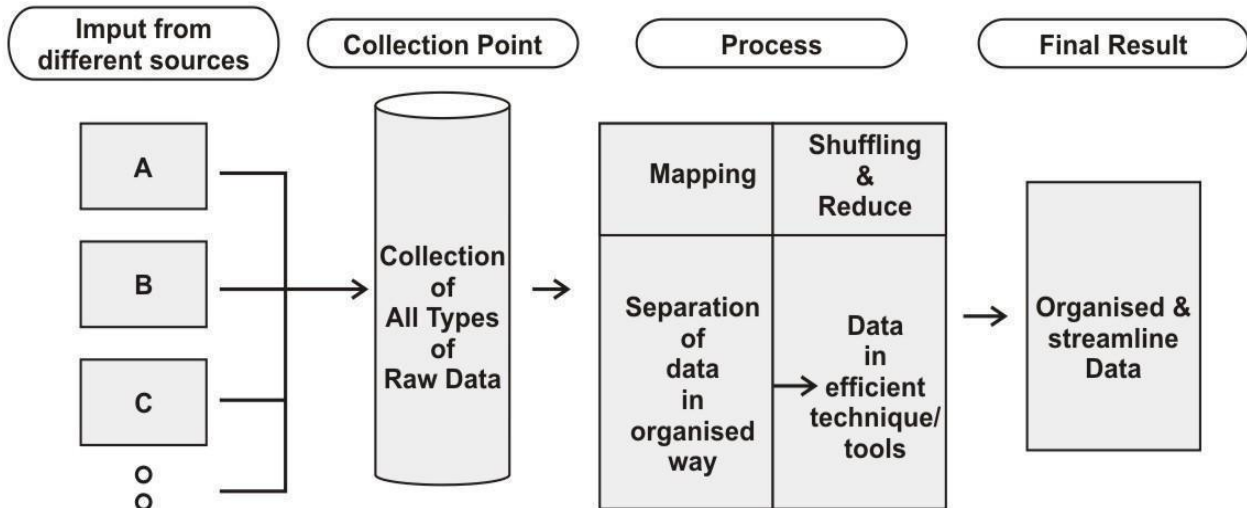 Imput from
different sources
Collection Point
Process
Final Result
A
B
C
Collection
of
All Types
of
Raw Data
Mapping
Shuffling
&
Reduce
Separation
of
data
in
organised
way
Data
in
efficient
technique/
tools
Organised &
streamline
Data